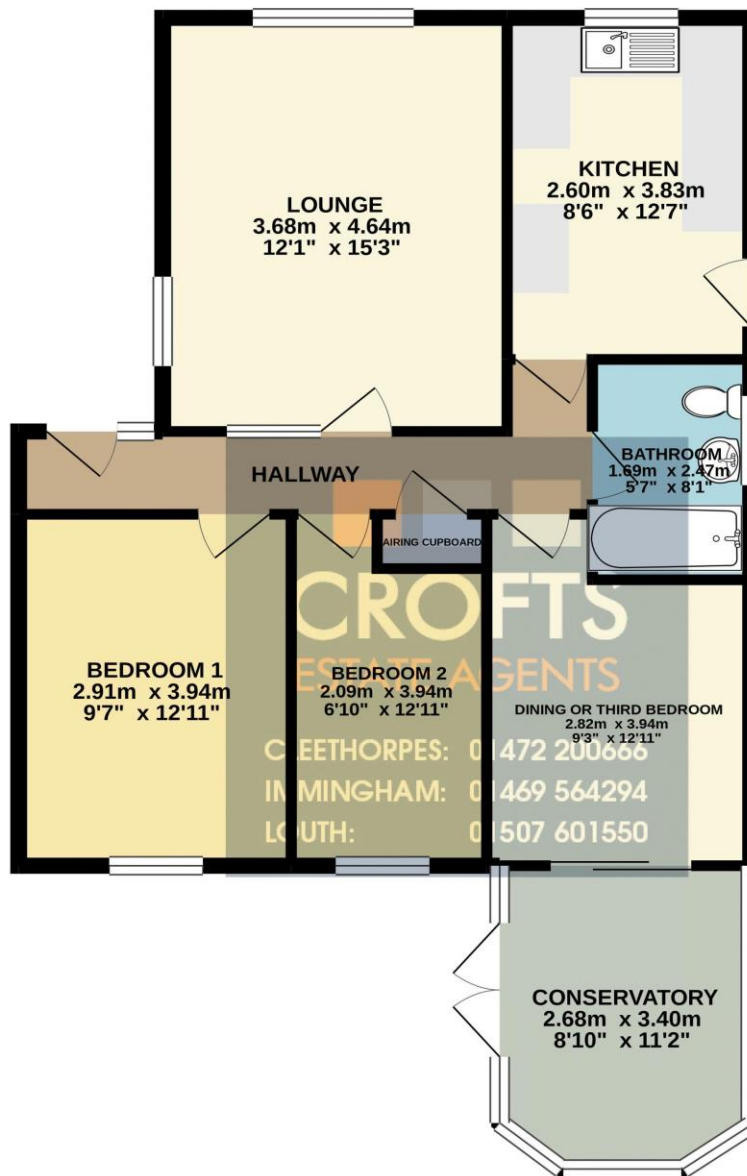 LOUNGE
3.68m x 4.64m
12'1" x 15'3"
KITCHEN
2.60m x 3.83m
8'6" x 12'7"
HALLWAY
BATHROOM
1.69m x 2.47m
5'7" x 8'1"
AIRING CUPBOARD
BEDROOM 1
2.91m x 3.94m
9'7" x 12'11"
BEDROOM 2
2.09m x 3.94m
6'10" x 12'11"
DINING OR THIRD BEDROOM
2.82m x 3.94m
9'3" x 12'11"
CROFTS
ESTATE AGENTS
CLEETHORPES: 01472 200666
IMMINGHAM: 01469 564294
LOUTH: 01507 601550
CONSERVATORY
2.68m x 3.40m
8'10" x 11'2"